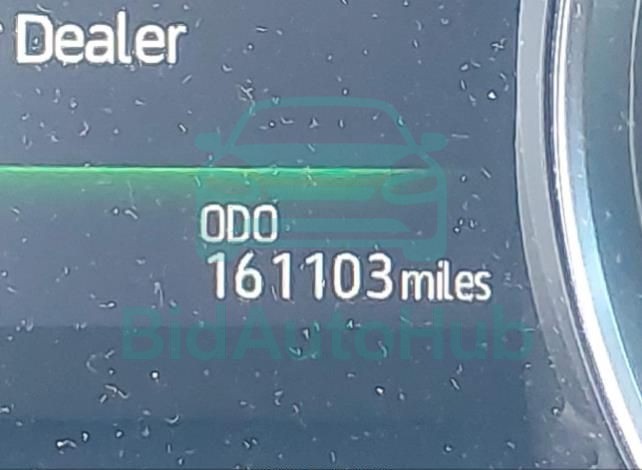 Dealer
ODO
161103 miles
BidAutoHub